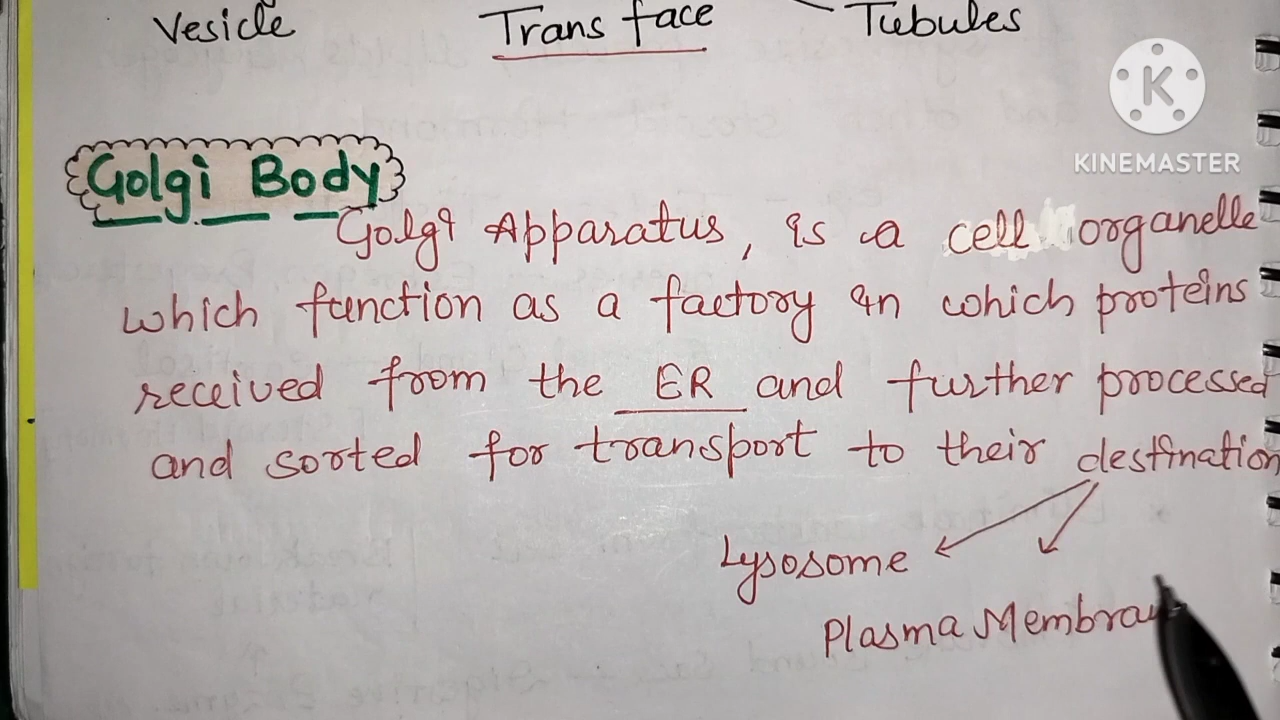 Vesicle Trans face Tubules
K
KINEMASTER
Golgi Body
Golgi Apparatus, is a cell organelle
which function as a factory in which proteins
received from the ER and further processed
and sorted for transport to their destination
Lysosome
Plasma Membra